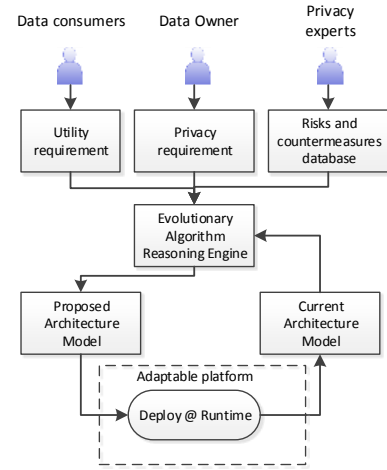 Data consumers
Data Owner
Privacy
experts
Utility
requirement
Privacy
requirement
Risks and
countermeasures
database
Evolutionary
Algorithm
Reasoning Engine
Proposed
Architecture
Model
Current
Architecture
Model
Adaptable platform
Deploy @ Runtime